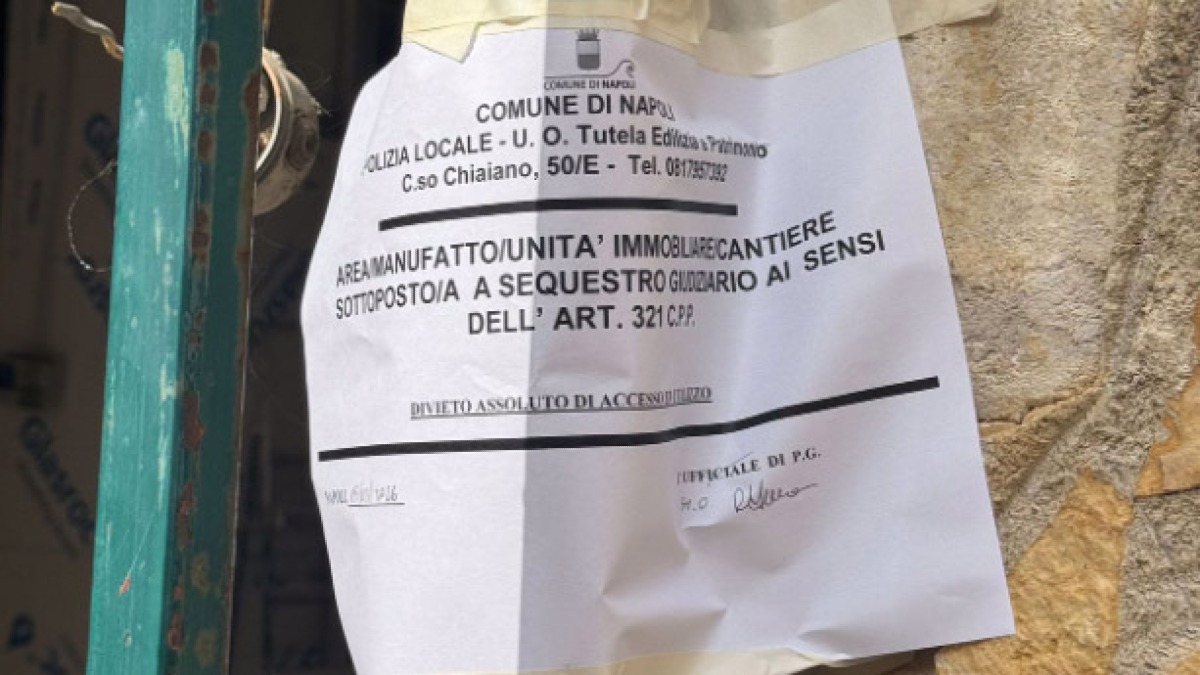 COMUNE DI NAPOLI
COMUNE DI NAPOLI
POLIZIA LOCALE - U. O. Tutela Edilizia e Patrimonio
C.so Chiaiano, 50/E - Tel. 0817957392
AREA/MANUFATTO/UNITA' IMMOBILIARE/CANTIERE
SOTTOPOSTO/A A SEQUESTRO GIUDIZIARIO AI SENSI
DELL' ART. 321 C.P.P.
DIVIETO ASSOLUTO DI ACCESSO
NAPOLI
UFFICIALE DI P.G.